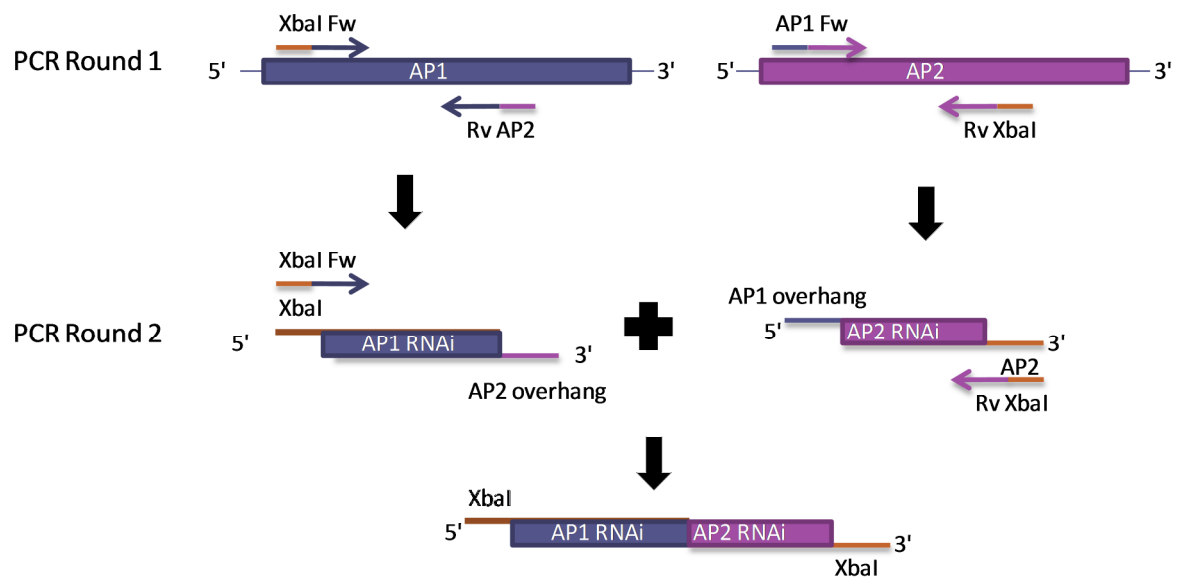 XbaI Fw
AP1 Fw
PCR Round 1
5'
AP1
3'
5'
AP2
3'
Rv AP2
Rv XbaI
XbaI Fw
XbaI
AP1 overhang
PCR Round 2
5'
AP1 RNAi
3'
5'
AP2 RNAi
3'
AP2 overhang
AP2
Rv XbaI
XbaI
5'
AP1 RNAi
AP2 RNAi
3'
XbaI